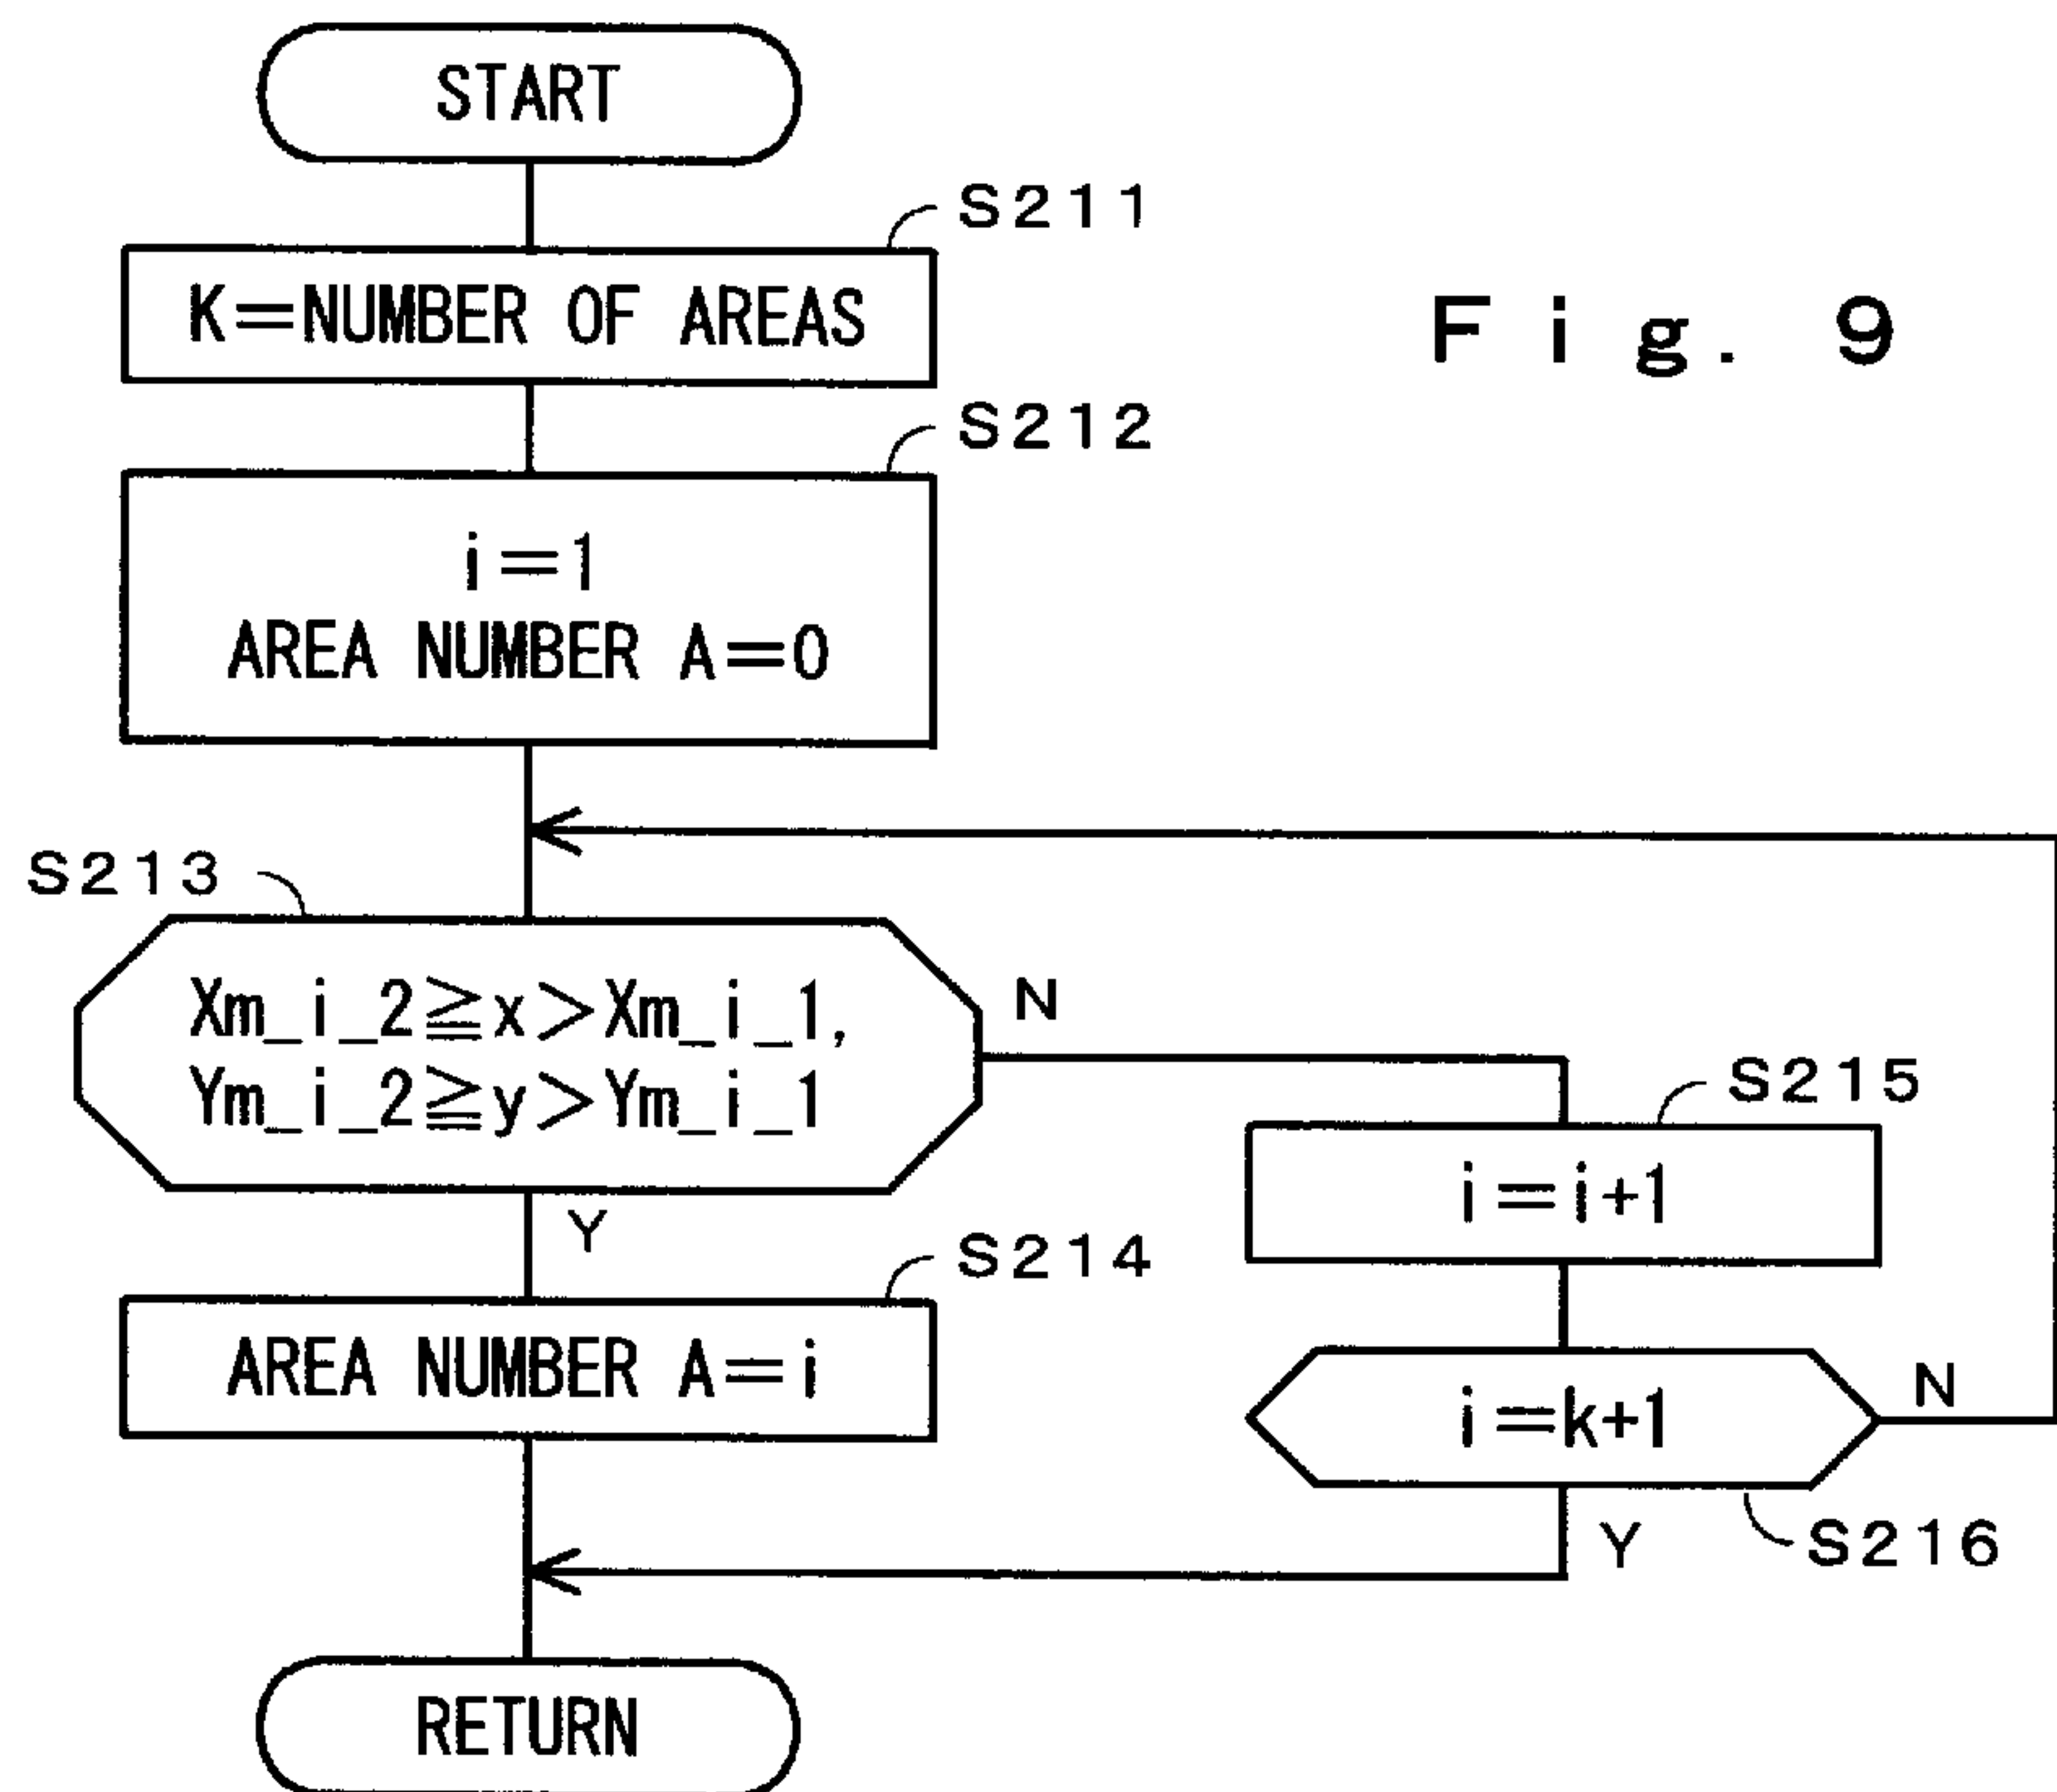 START
S211
K=NUMBER OF AREAS
Fig. 9
S212
i=1
AREA NUMBER A=0
S213
Xm_i_2≧x>Xm_i_1,
Ym_i_2≧y>Ym_i_1
N
Y
S215
i=i+1
S214
AREA NUMBER A=i
i=k+1
N
Y
S216
RETURN